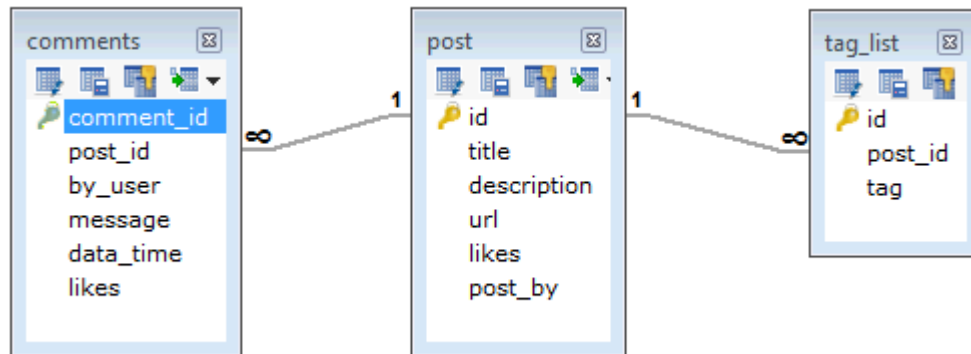 comments
comment_id
post_id
by_user
message
data_time
likes
∞
1
post
id
title
description
url
likes
post_by
1
∞
tag_list
id
post_id
tag